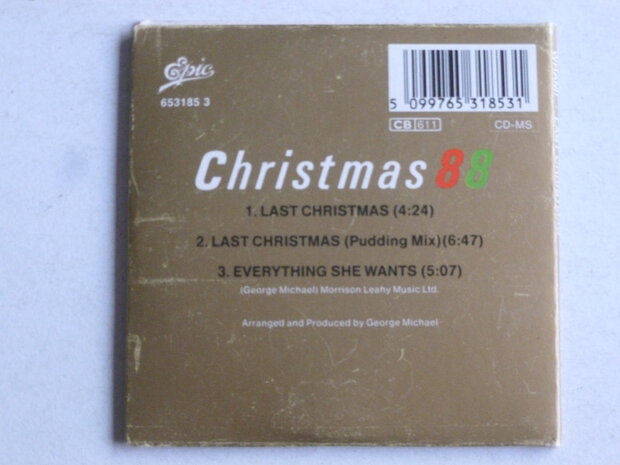 Epic
653185 3
5 099765 318531
CB 611
CD-MS
Christmas 88
1. LAST CHRISTMAS (4:24)
2. LAST CHRISTMAS (Pudding Mix)(6:47)
3. EVERYTHING SHE WANTS (5:07)
(George Michael) Morrison Leahy Music Ltd.
Arranged and Produced by George Michael